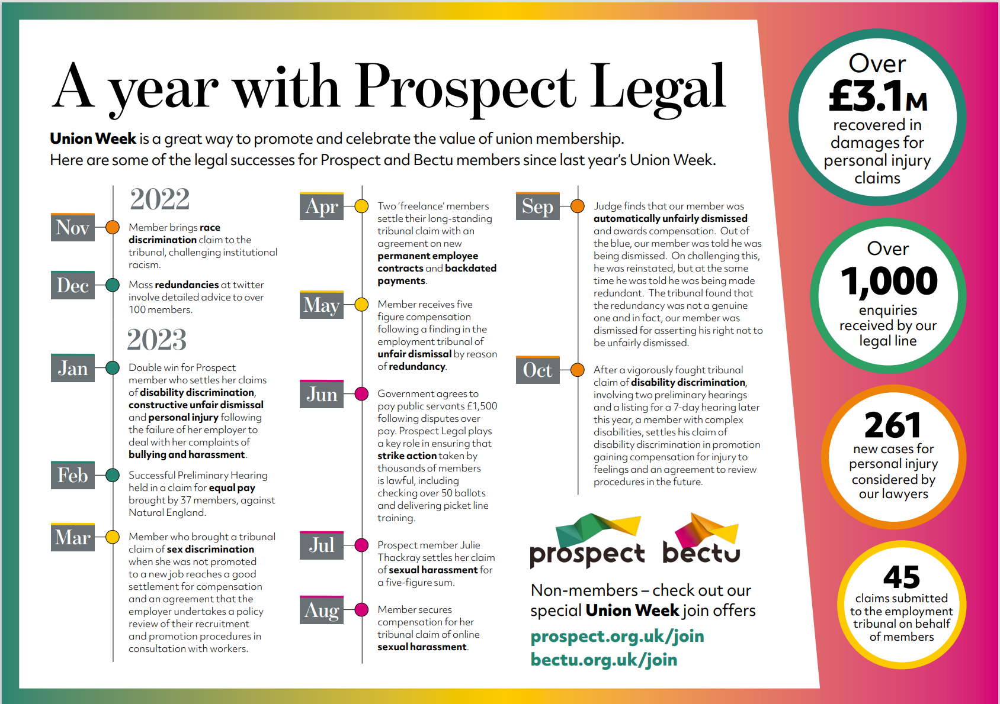 A year with Prospect Legal
Union Week is a great way to promote and celebrate the value of union membership.
Here are some of the legal successes for Prospect and Bectu members since last year’s Union Week.
2022
Nov
Member brings race
discrimination claim to the
tribunal, challenging institutional
racism.
Dec
Mass redundancies at twitter
involve detailed advice to over
100 members.
2023
Jan
Double win for Prospect
member who settles her claims
of disability discrimination,
constructive unfair dismissal
and personal injury following
the failure of her employer to
deal with her complaints of
bullying and harassment.
Feb
Successful Preliminary Hearing
held in a claim for equal pay
brought by 37 members, against
Natural England.
Mar
Member who brought a tribunal
claim of sex discrimination
when she was not promoted
to a new job reaches a good
settlement for compensation
and an agreement that the
employer undertakes a policy
review of their recruitment
and promotion procedures in
consultation with workers.
Apr
Two ‘freelance’ members
settle their long-standing
tribunal claim with an
agreement on new
permanent employee
contracts and backdated
payments.
May
Member receives five
figure compensation
following a finding in the
employment tribunal of
unfair dismissal by reason
of redundancy.
Jun
Government agrees to
pay public servants £1,500
following disputes over
pay. Prospect Legal plays
a key role in ensuring that
strike action taken by
thousands of members
is lawful, including
checking over 50 ballots
and delivering picket line
training.
Jul
Prospect member Julie
Thackray settles her claim
of sexual harassment for
a five-figure sum.
Aug
Member secures
compensation for her
tribunal claim of online
sexual harassment.
Sep
Judge finds that our member was
automatically unfairly dismissed
and awards compensation. Out of
the blue, our member was told he was
being dismissed. On challenging this,
he was reinstated, but at the same
time he was told he was being made
redundant. The tribunal found that
the redundancy was not a genuine
one and in fact, our member was
dismissed for asserting his right not to
be unfairly dismissed.
Oct
After a vigorously fought tribunal
claim of disability discrimination,
involving two preliminary hearings
and a listing for a 7-day hearing later
this year, a member with complex
disabilities, settles his claim of
disability discrimination in promotion
gaining compensation for injury to
feelings and an agreement to review
procedures in the future.
prospect bectu
Non-members – check out our
special Union Week join offers
prospect.org.uk/join
bectu.org.uk/join
Over
£3.1M
recovered in
damages for
personal injury
claims
Over
1,000
enquiries
received by our
legal line
261
new cases for
personal injury
considered by
our lawyers
45
claims submitted
to the employment
tribunal on behalf
of members